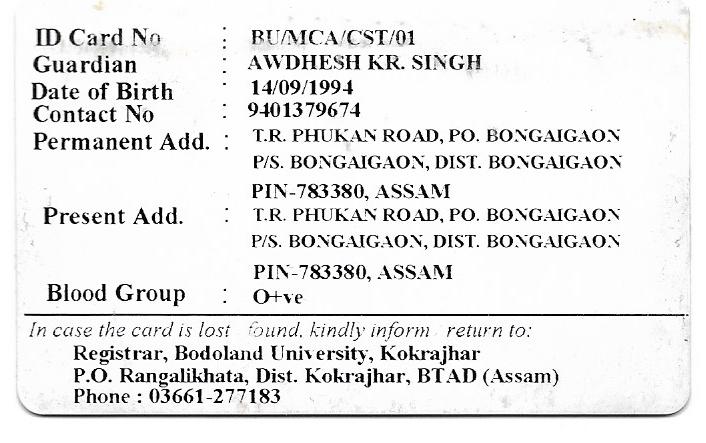 ID Card No : BU/MCA/CST/01
Guardian : AWDHESH KR. SINGH
Date of Birth : 14/09/1994
Contact No : 9401379674
Permanent Add. : T.R. PHUKAN ROAD, PO. BONGAIGAON
P/S. BONGAIGAON, DIST. BONGAIGAON
PIN-783380, ASSAM
Present Add. : T.R. PHUKAN ROAD, PO. BONGAIGAON
P/S. BONGAIGAON, DIST. BONGAIGAON
PIN-783380, ASSAM
Blood Group : O+ve
In case the card is lost found, kindly inform return to:
Registrar, Bodoland University, Kokrajhar
P.O. Rangalikhata, Dist. Kokrajhar, BTAD (Assam)
Phone : 03661-277183